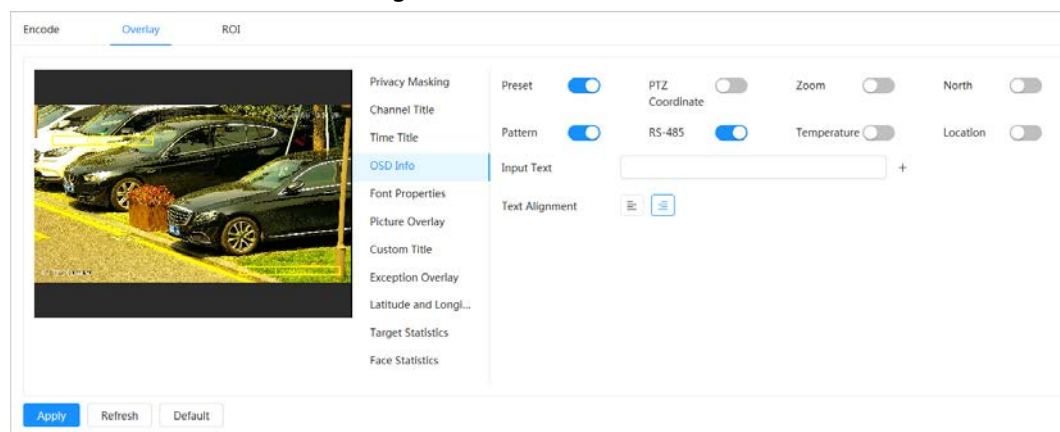 Encode Overlay ROI
Privacy Masking
Channel Title
Time Title
OSD Info
Font Properties
Picture Overlay
Custom Title
Exception Overlay
Latitude and Longi...
Target Statistics
Face Statistics
Preset PTZ Coordinate Zoom North
Pattern RS-485 Temperature Location
Input Text +
Text Alignment
Apply Refresh Default